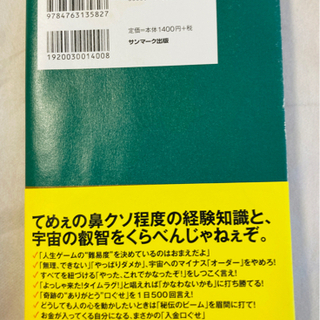 9784763135827
1920030014008
定価=本体1400円+税
サンマーク出版
てめぇの鼻クソ程度の経験知識と、
宇宙の叡智をくらべんじゃねぇぞ。
✓「人生ゲームの“難易度”を決めているのはおまえだよ」
✓「無理、できない」「やっぱりダメか」、宇宙へのマイナス「オーダー」をやめろ!
✓すべてを紐づける「やった、これでかなったぞ!」をしつこく言え!
✓「よっしゃ来た!タイムラグ!」と唱えれば「かなわないかも」に打ち勝てる!
✓「奇跡の“ありがとう”口ぐせ」を1日500回言え!
✓どうしても人の心を動かしたいときは「秘伝のビーム」を眉間に打て!
✓お金が入ってくる自分になる、まさかの「入金口ぐせ」